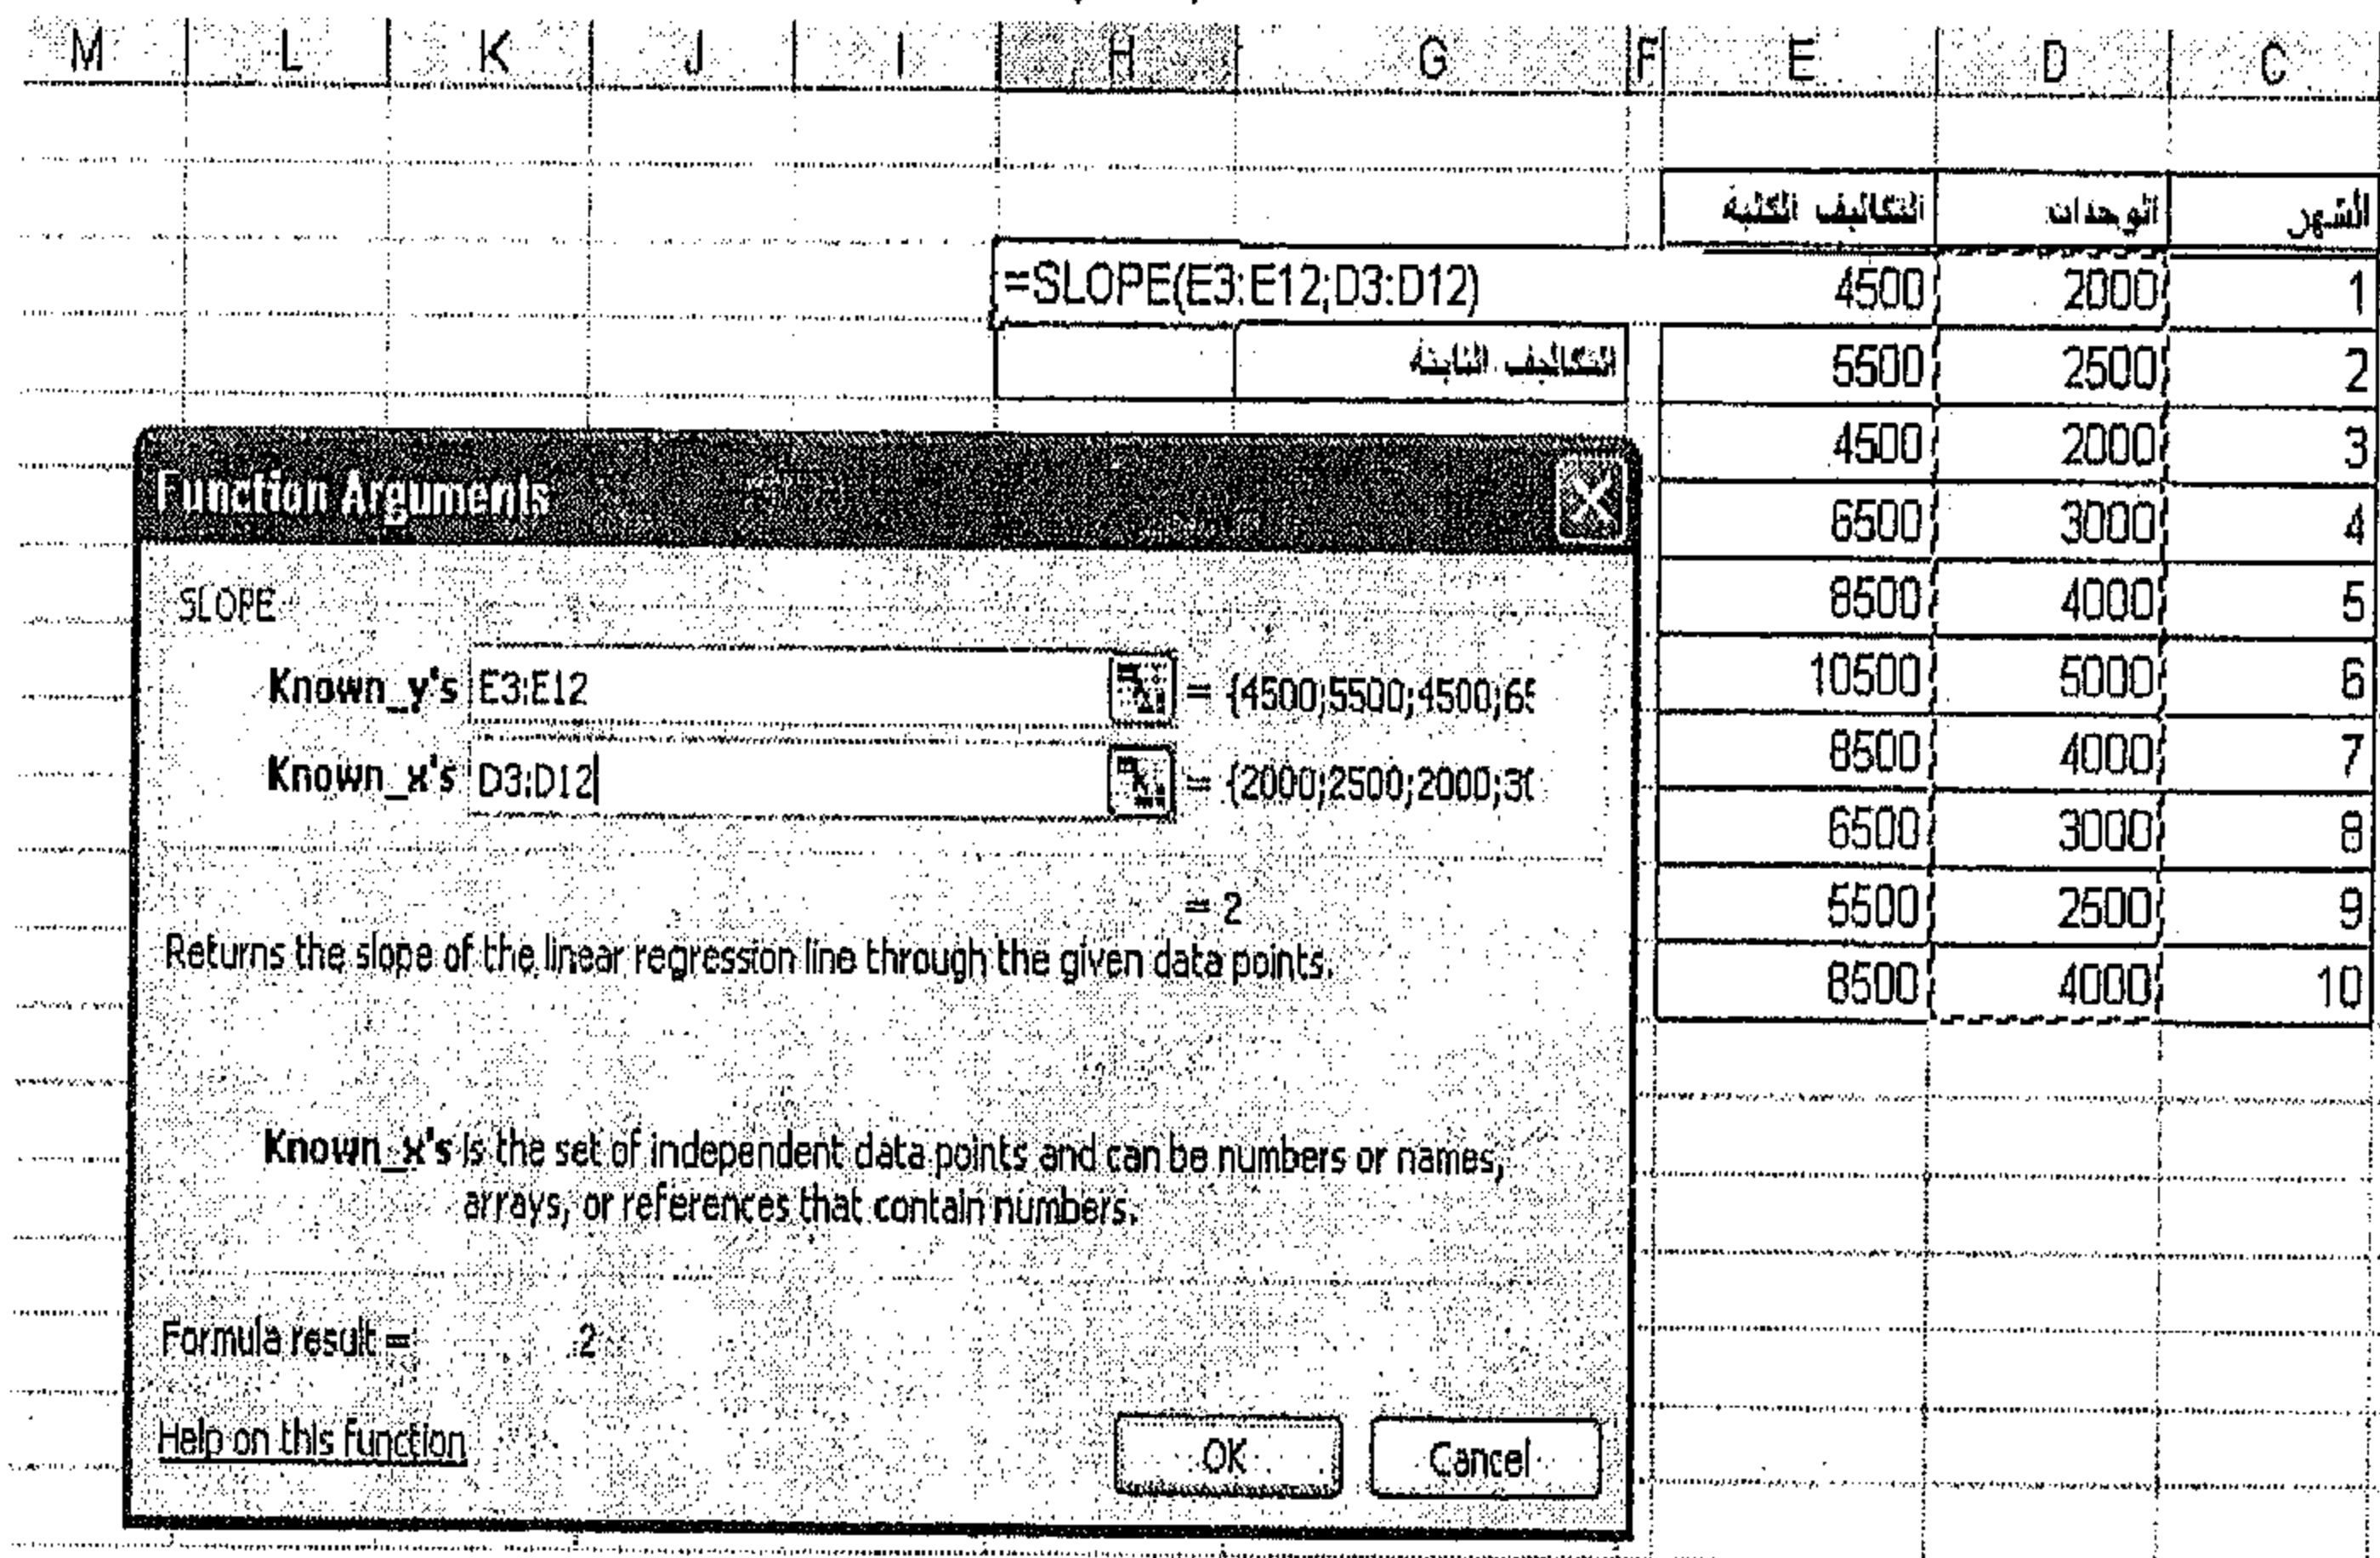 M L K J I H G F E D C
التكاليف الكلية الوحدات الشهر
=SLOPE(E3:E12;D3:D12) 4500 2000 1
التكاليف الثابتة 5500 2500 2
4500 2000 3
6500 3000 4
8500 4000 5
10500 5000 6
8500 4000 7
6500 3000 8
5500 2500 9
8500 4000 10
Function Arguments
SLOPE
Known_y's E3:E12 = {4500;5500;4500;65
Known_x's D3:D12 = {2000;2500;2000;30
= 2
Returns the slope of the linear regression line through the given data points.
Known_x's is the set of independent data points and can be numbers or names,
arrays, or references that contain numbers.
Formula result = 2
Help on this function OK Cancel